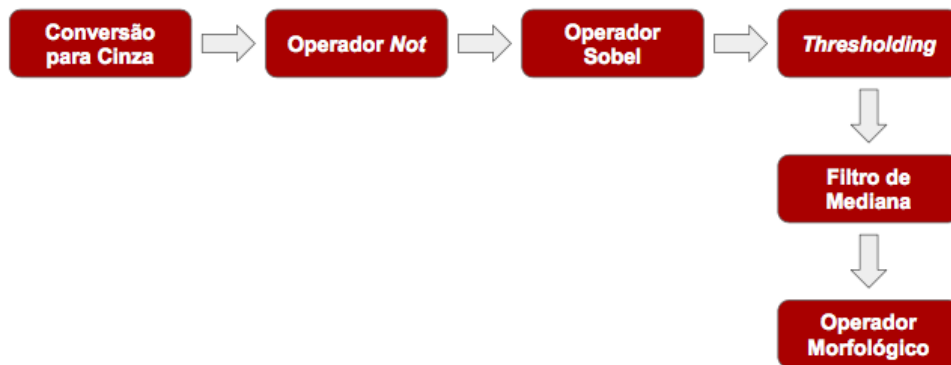 Conversão
para Cinza
Operador Not
Operador
Sobel
Thresholding
Filtro de
Mediana
Operador
Morfológico